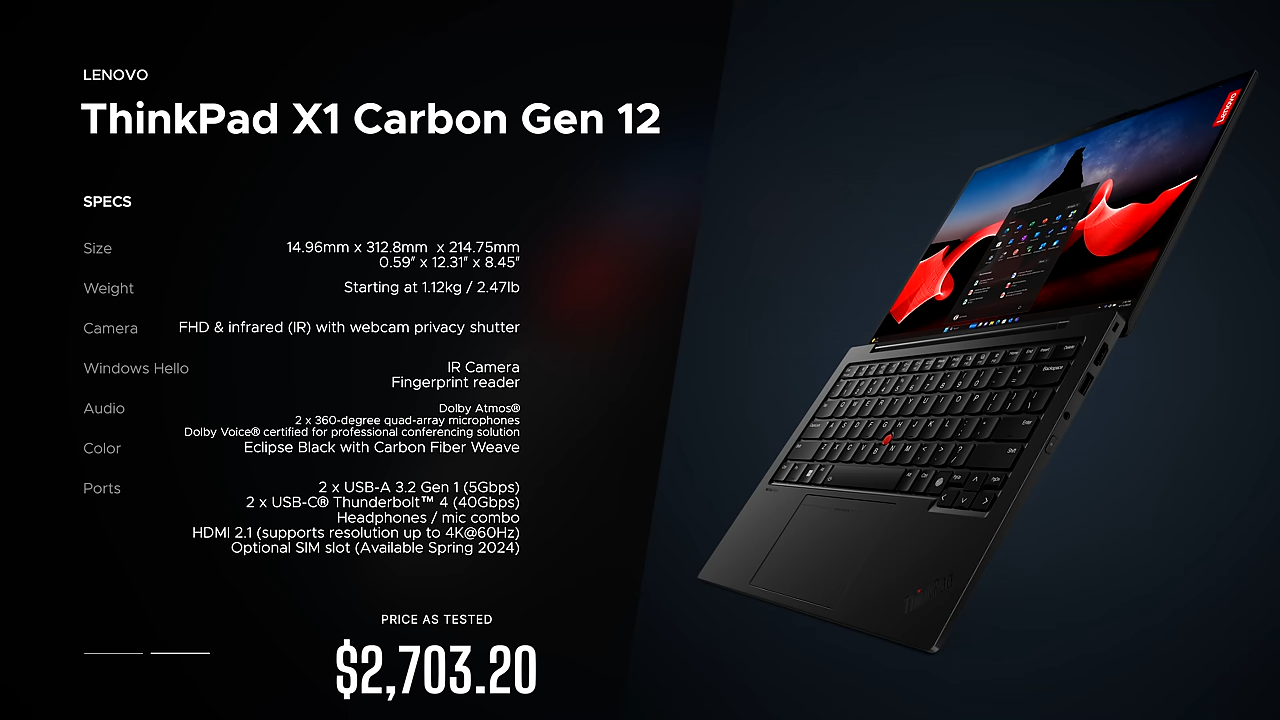 LENOVO
ThinkPad X1 Carbon Gen 12
SPECS
Size
14.96mm x 312.8mm x 214.75mm
0.59" x 12.31" x 8.45"
Weight
Starting at 1.12kg / 2.47lb
Camera
FHD & infrared (IR) with webcam privacy shutter
Windows Hello
IR Camera
Fingerprint reader
Audio
Dolby Atmos®
2 x 360-degree quad-array microphones
Dolby Voice® certified for professional conferencing solution
Color
Eclipse Black with Carbon Fiber Weave
Ports
2 x USB-A 3.2 Gen 1 (5Gbps)
2 x USB-C® Thunderbolt™ 4 (40Gbps)
Headphones / mic combo
HDMI 2.1 (supports resolution up to 4K@60Hz)
Optional SIM slot (Available Spring 2024)
PRICE AS TESTED
$2,703.20
Lenovo
Backspace
Enter
Shift
ThinkPad